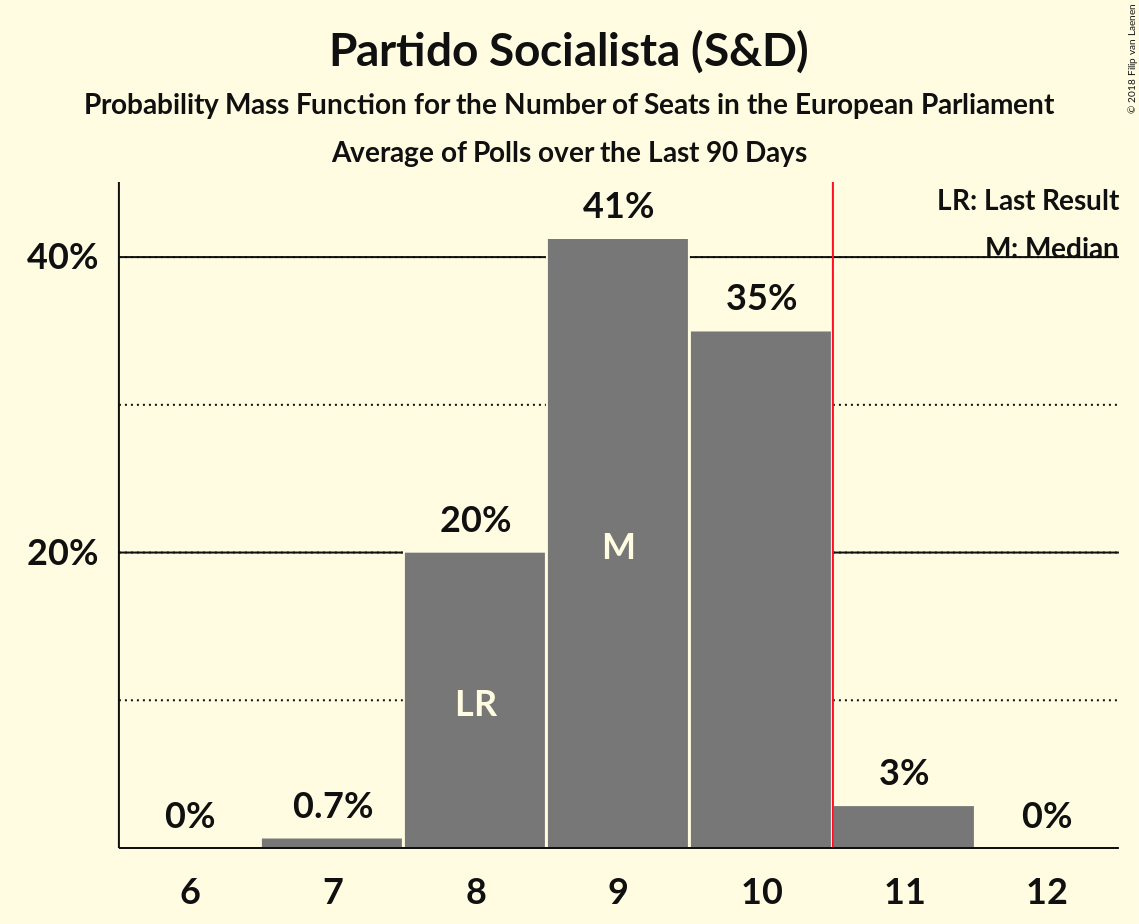 Partido Socialista (S&D)
Probability Mass Function for the Number of Seats in the European Parliament
Average of Polls over the Last 90 Days
© 2018 Filip van Laenen
LR: Last Result
M: Median
40%
20%
0%
0.7%
20%
41%
35%
3%
0%
LR
M
6
7
8
9
10
11
12